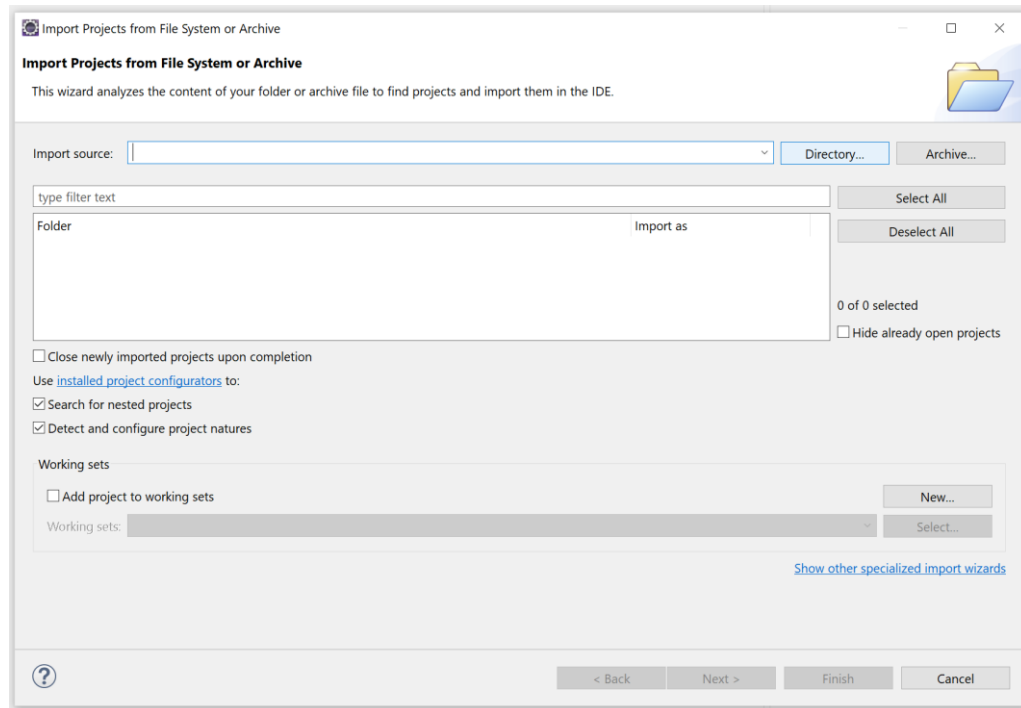 Import Projects from File System or Archive
Import Projects from File System or Archive
This wizard analyzes the content of your folder or archive file to find projects and import them in the IDE.
Import source: Directory... Archive...
type filter text Select All
Folder Import as Deselect All
0 of 0 selected
Hide already open projects
Close newly imported projects upon completion
Use installed project configurators to:
Search for nested projects
Detect and configure project natures
Working sets
Add project to working sets New...
Working sets: Select...
Show other specialized import wizards
? < Back Next > Finish Cancel